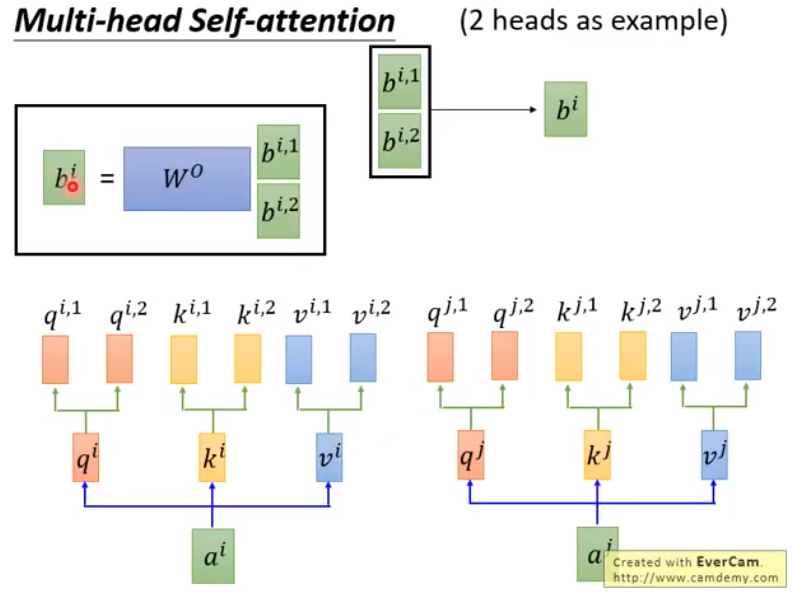 Multi-head Self-attention (2 heads as example)
b^{i,1}
b^{i,2}
b^i
b^i = W^O b^{i,1}
b^{i,2}
q^{i,1} q^{i,2} k^{i,1} k^{i,2} v^{i,1} v^{i,2} q^{j,1} q^{j,2} k^{j,1} k^{j,2} v^{j,1} v^{j,2}
q^i k^i v^i q^j k^j v^j
a^i a^j
Created with EverCam.
http://www.camdemy.com